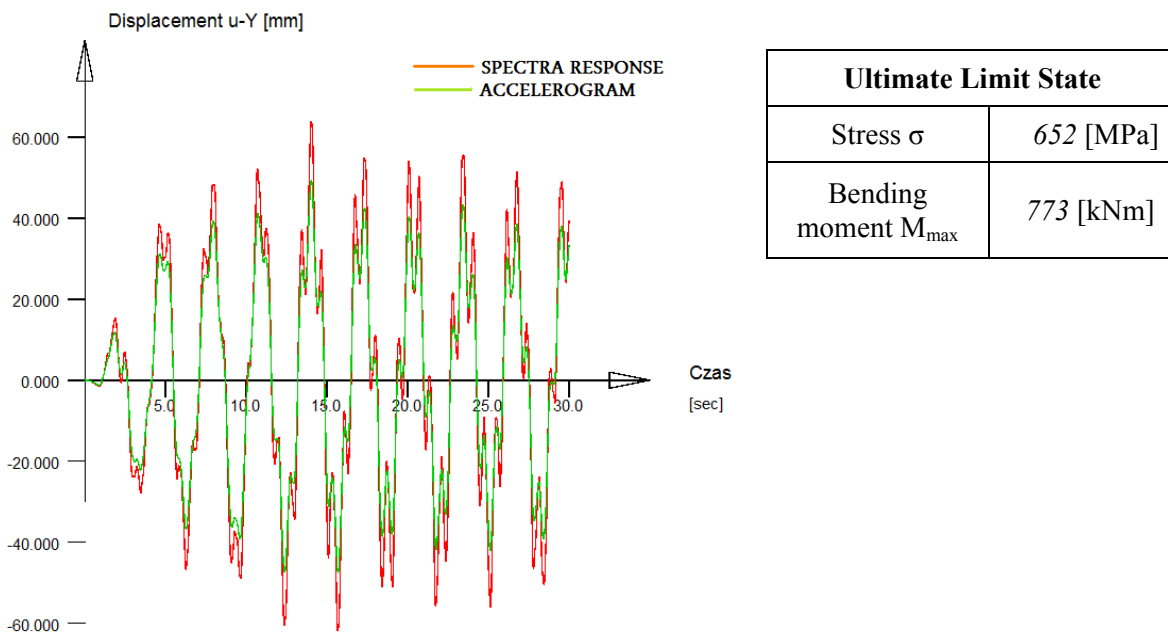 Displacement u-Y [mm]
SPECTRA RESPONSE
ACCELEROGRAM
60.000
40.000
20.000
0.000
-20.000
-40.000
-60.000
5.0 10.0 15.0 20.0 25.0 30.0
Czas
[sec]
Ultimate Limit State
Stress σ 652 [MPa]
Bending
moment Mmax 773 [kNm]